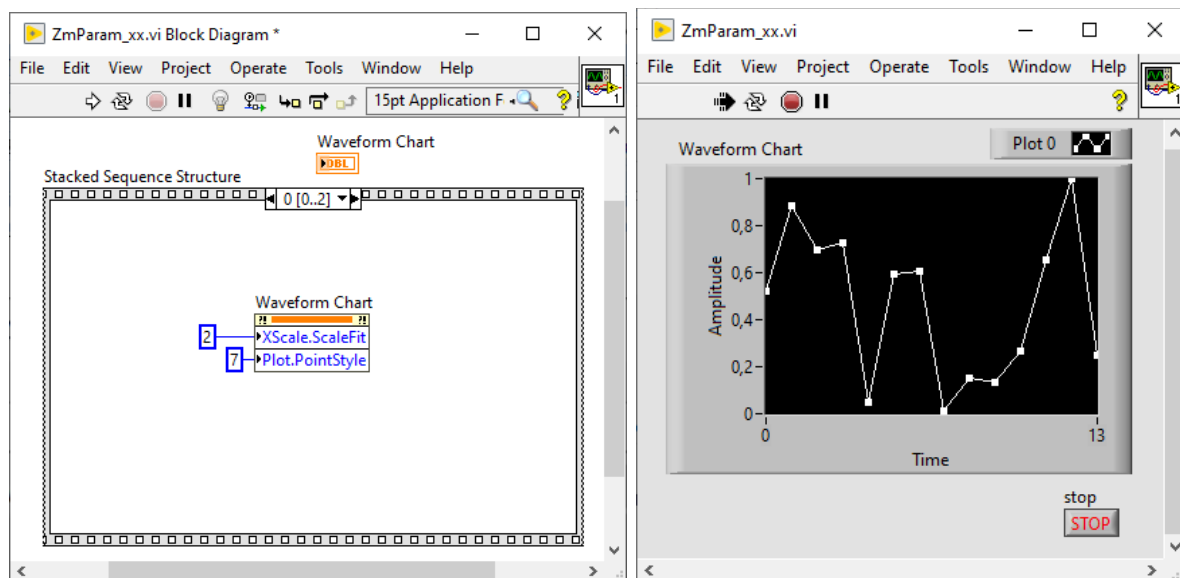 ZmParam_xx.vi Block Diagram *
File Edit View Project Operate Tools Window Help
15pt Application F
1
Waveform Chart
DBL
Stacked Sequence Structure
0 [0..2]
Waveform Chart
?! ?!
2 XScale.ScaleFit
7 Plot.PointStyle
ZmParam_xx.vi
File Edit View Project Operate Tools Window Help
?
1
Waveform Chart
Plot 0
Amplitude
1
0,8
0,6
0,4
0,2
0
0 13
Time
stop
STOP